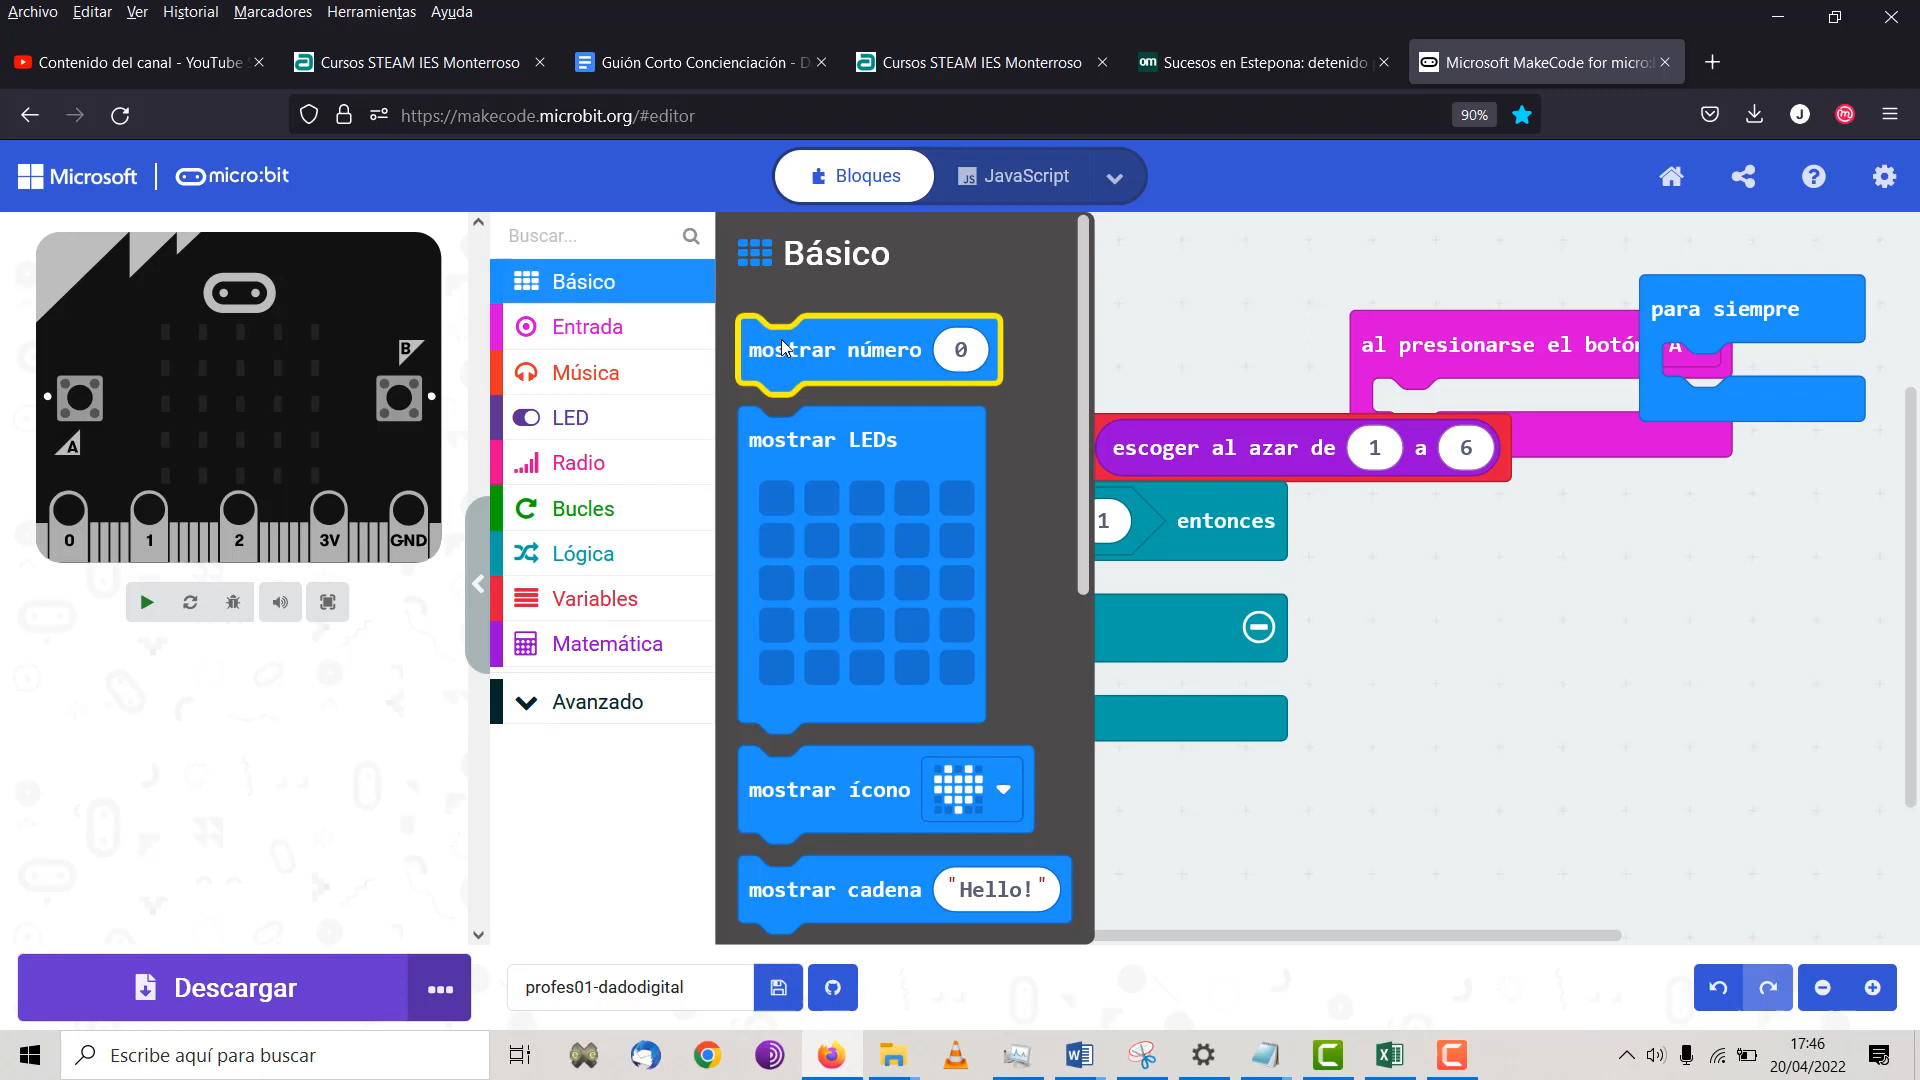 Archivo Editar Ver Historial Marcadores Herramientas Ayuda
Contenido del canal - YouTube
Cursos STEAM IES Monterroso
Guión Corto Concienciación - D
Cursos STEAM IES Monterroso
om Sucesos en Estepona: detenido
Microsoft MakeCode for micro:
https://makecode.microbit.org/#editor
90%
J
Microsoft
micro:bit
Bloques
JS JavaScript
Buscar...
Básico
Entrada
Música
LED
Radio
Bucles
Lógica
Variables
Matemática
Avanzado
A
B
0 1 2 3V GND
Básico
mostrar número 0
mostrar LEDs
mostrar ícono
mostrar cadena "Hello!"
para siempre
al presionarse el botón A
escoger al azar de 1 a 6
1 entonces
Descargar
profes01-dadodigital
Escribe aquí para buscar
17:46
20/04/2022